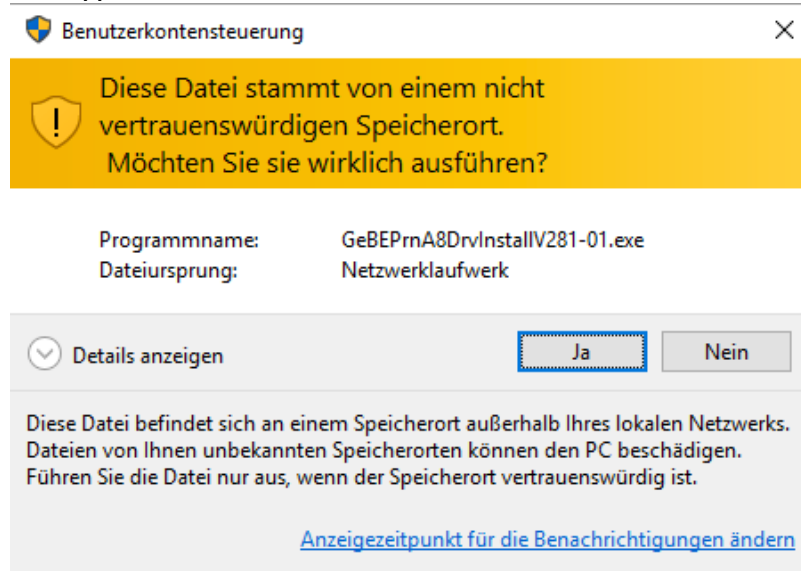 Benutzerkontensteuerung
Diese Datei stammt von einem nicht
vertrauenswürdigen Speicherort.
Möchten Sie sie wirklich ausführen?
Programmname: GeBEPrnA8DrvInstallV281-01.exe
Dateiursprung: Netzwerklaufwerk
Details anzeigen Ja Nein
Diese Datei befindet sich an einem Speicherort außerhalb Ihres lokalen Netzwerks.
Dateien von Ihnen unbekannten Speicherorten können den PC beschädigen.
Führen Sie die Datei nur aus, wenn der Speicherort vertrauenswürdig ist.
Anzeigezeitpunkt für die Benachrichtigungen ändern